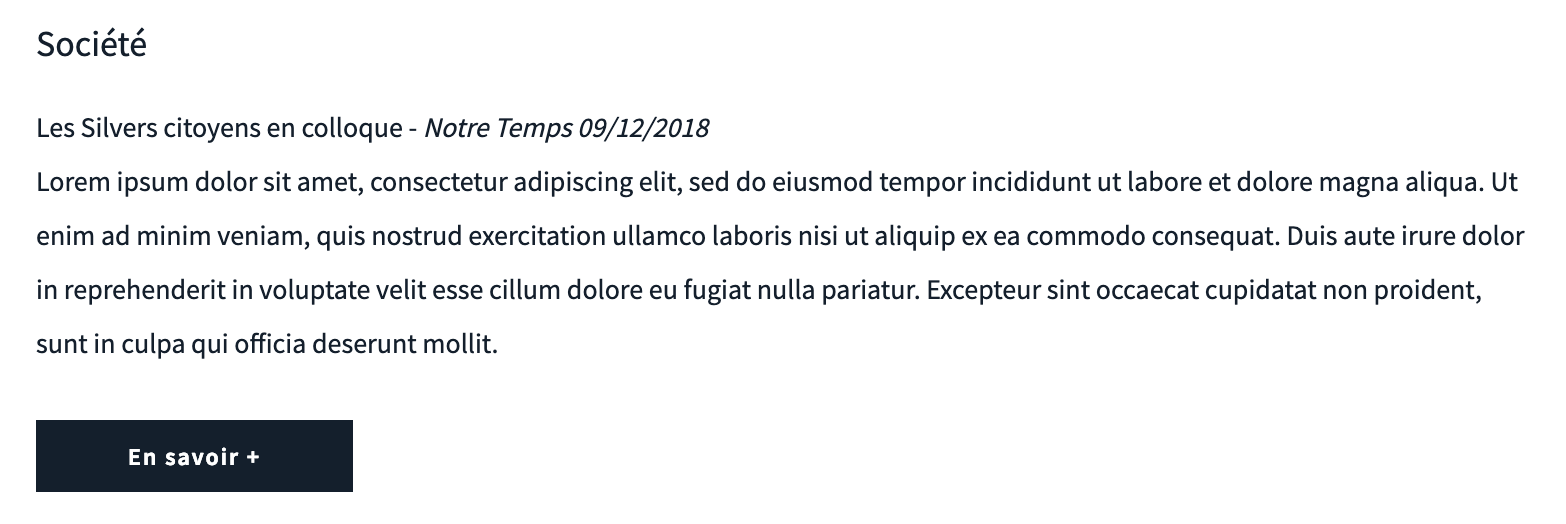 Société
Les Silvers citoyens en colloque - Notre Temps 09/12/2018
Lorem ipsum dolor sit amet, consectetur adipiscing elit, sed do eiusmod tempor incididunt ut labore et dolore magna aliqua. Ut
enim ad minim veniam, quis nostrud exercitation ullamco laboris nisi ut aliquip ex ea commodo consequat. Duis aute irure dolor
in reprehenderit in voluptate velit esse cillum dolore eu fugiat nulla pariatur. Excepteur sint occaecat cupidatat non proident,
sunt in culpa qui officia deserunt mollit.
En savoir +